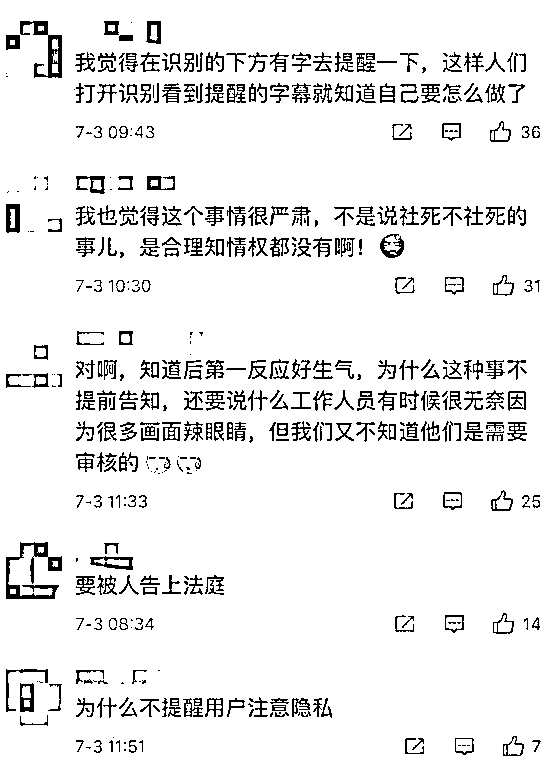 我觉得在识别的下方有字去提醒一下，这样人们
打开识别看到提醒的字幕就知道自己要怎么做了
7-3 09:43
36
我也觉得这个事情很严肃，不是说社死不社死的
事儿，是合理知情权都没有啊！
7-3 10:30
31
对啊，知道后第一反应好生气，为什么这种事不
提前告知，还要说什么工作人员有时候很无奈因
为很多画面辣眼睛，但我们又不知道他们是需要
审核的
7-3 11:33
25
要被人告上法庭
7-3 08:34
14
为什么不提醒用户注意隐私
7-3 11:51
7